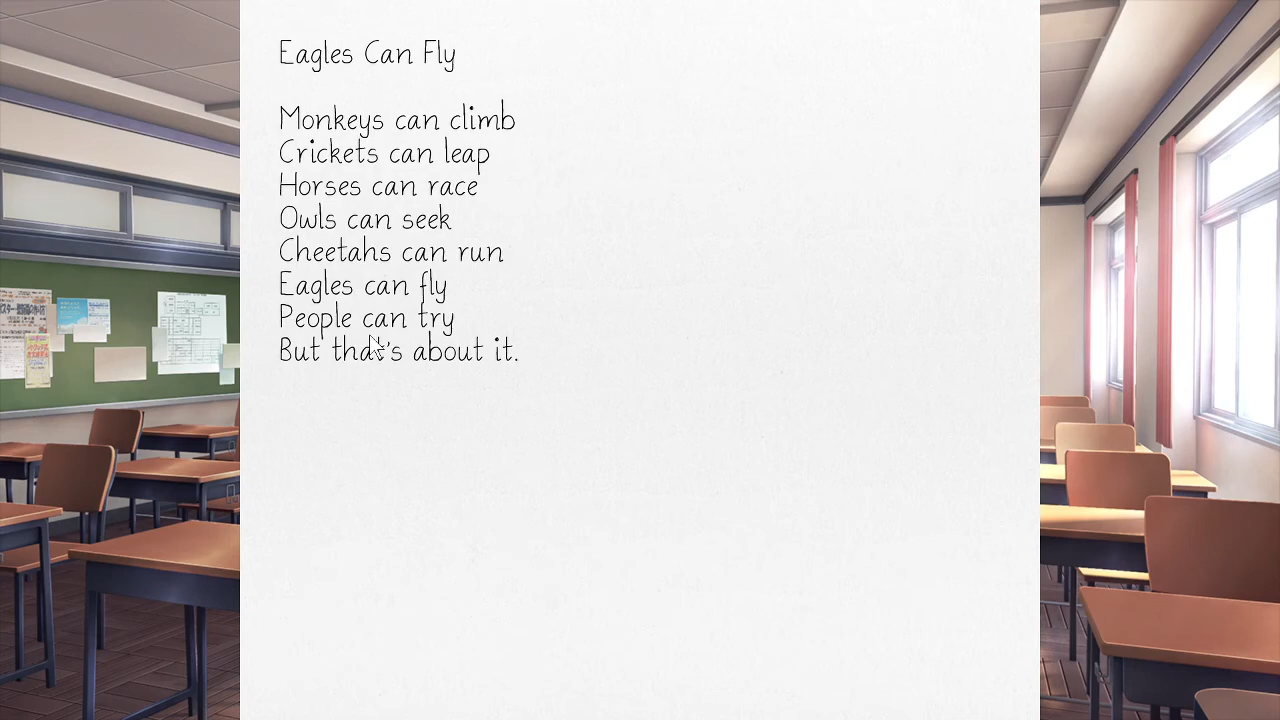 Eagles Can Fly
Monkeys can climb
Crickets can leap
Horses can race
Owls can seek
Cheetahs can run
Eagles can fly
People can try
But that's about it.